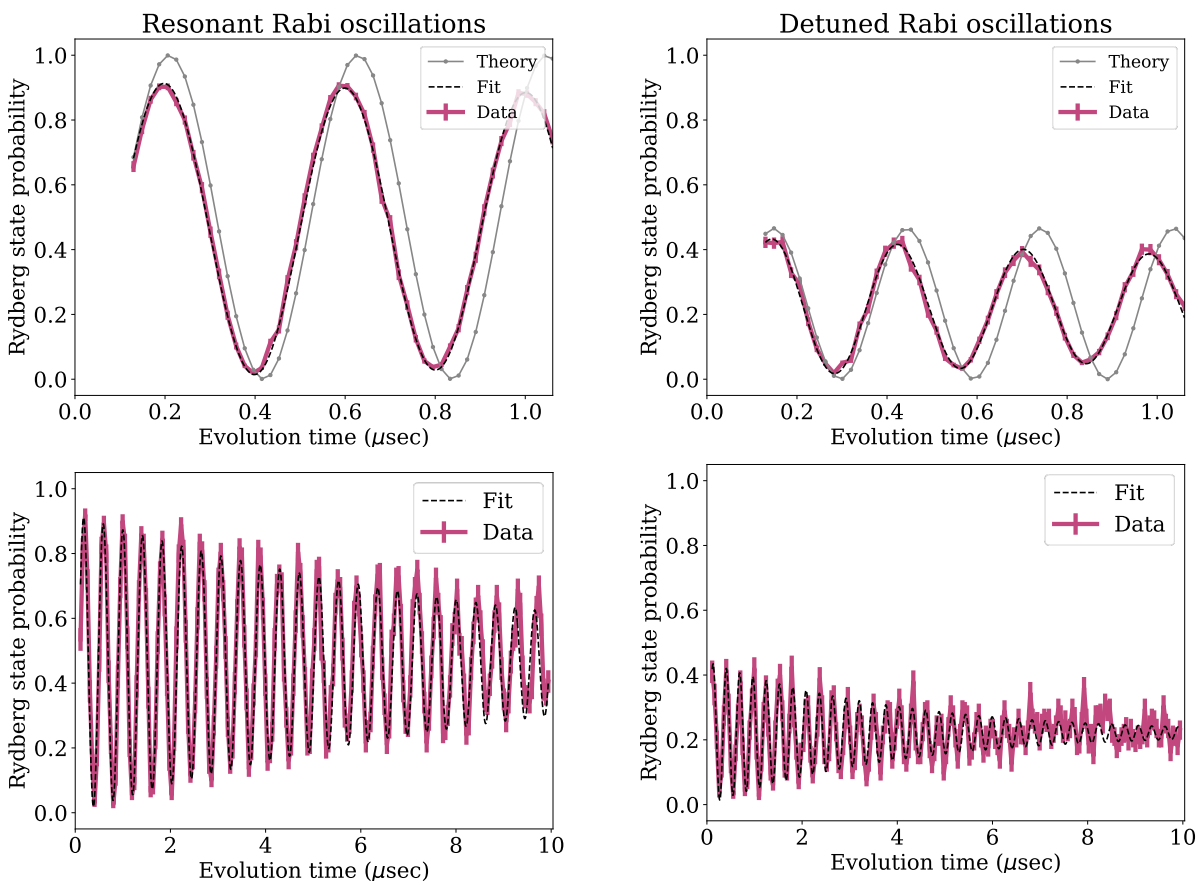 Resonant Rabi oscillations
Rydberg state probability
1.0
0.8
0.6
0.4
0.2
0.0
Theory
Fit
Data
0.0
0.2
0.4
0.6
0.8
1.0
Evolution time (μsec)
Detuned Rabi oscillations
Rydberg state probability
1.0
0.8
0.6
0.4
0.2
0.0
Theory
Fit
Data
0.0
0.2
0.4
0.6
0.8
1.0
Evolution time (μsec)
Rydberg state probability
1.0
0.8
0.6
0.4
0.2
0.0
Fit
Data
0
2
4
6
8
10
Evolution time (μsec)
Rydberg state probability
1.0
0.8
0.6
0.4
0.2
0.0
Fit
Data
0
2
4
6
8
10
Evolution time (μsec)